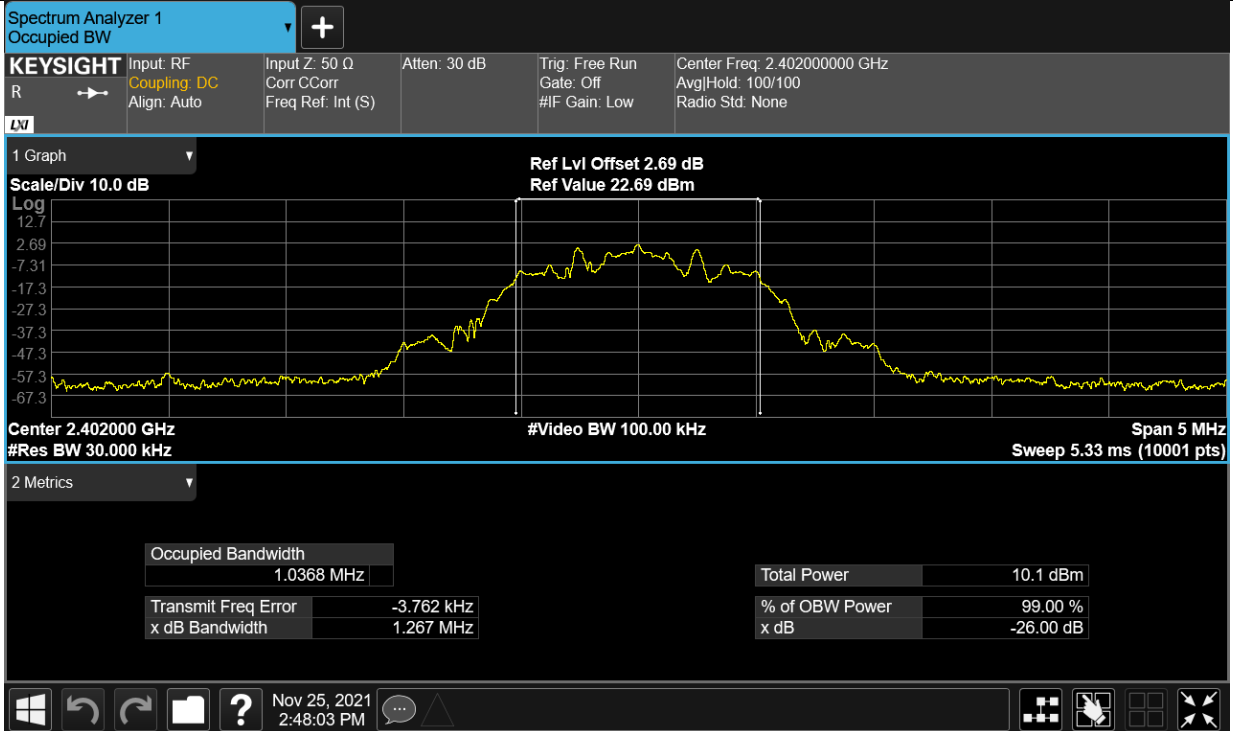 Spectrum Analyzer 1
Occupied BW
KEYSIGHT
R
LXI
Input: RF
Coupling: DC
Align: Auto
Input Z: 50 Ω
Corr CCorr
Freq Ref: Int (S)
Atten: 30 dB
Trig: Free Run
Gate: Off
#IF Gain: Low
Center Freq: 2.402000000 GHz
Avg|Hold: 100/100
Radio Std: None
1 Graph
Scale/Div 10.0 dB
Ref Lvl Offset 2.69 dB
Ref Value 22.69 dBm
Log
12.7
2.69
-7.31
-17.3
-27.3
-37.3
-47.3
-57.3
-67.3
Center 2.402000 GHz
#Video BW 100.00 kHz
Span 5 MHz
#Res BW 30.000 kHz
Sweep 5.33 ms (10001 pts)
2 Metrics
Occupied Bandwidth
1.0368 MHz
Transmit Freq Error -3.762 kHz
x dB Bandwidth 1.267 MHz
Total Power 10.1 dBm
% of OBW Power 99.00 %
x dB -26.00 dB
?
Nov 25, 2021
2:48:03 PM